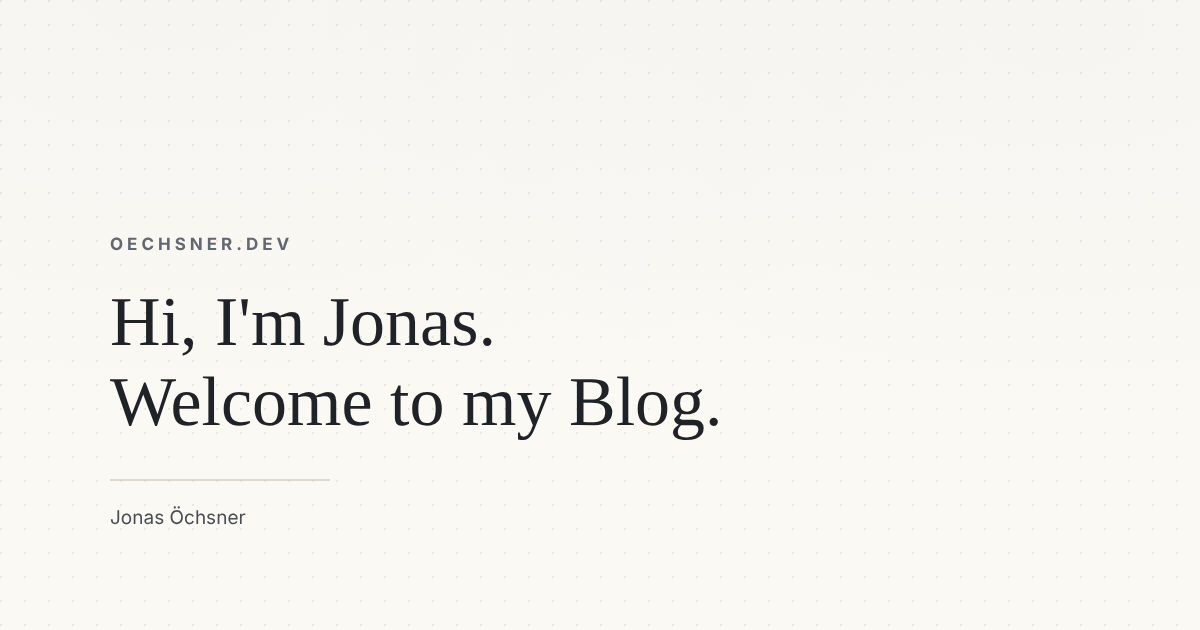 OECHSNER.DEV
Hi, I'm Jonas.
Welcome to my Blog.
Jonas Öchsner